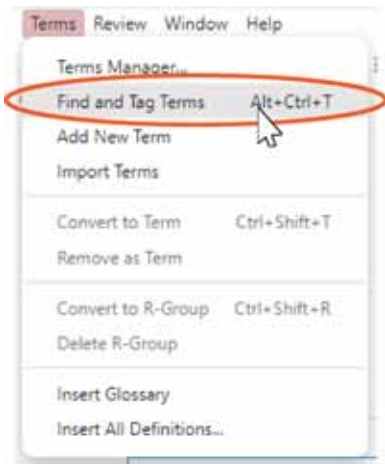 Terms Review Window Help
Terms Manager...
Find and Tag Terms Alt+Ctrl+T
Add New Term
Import Terms
Convert to Term Ctrl+Shift+T
Remove as Term
Convert to R-Group Ctrl+Shift+R
Delete R-Group
Insert Glossary
Insert All Definitions...